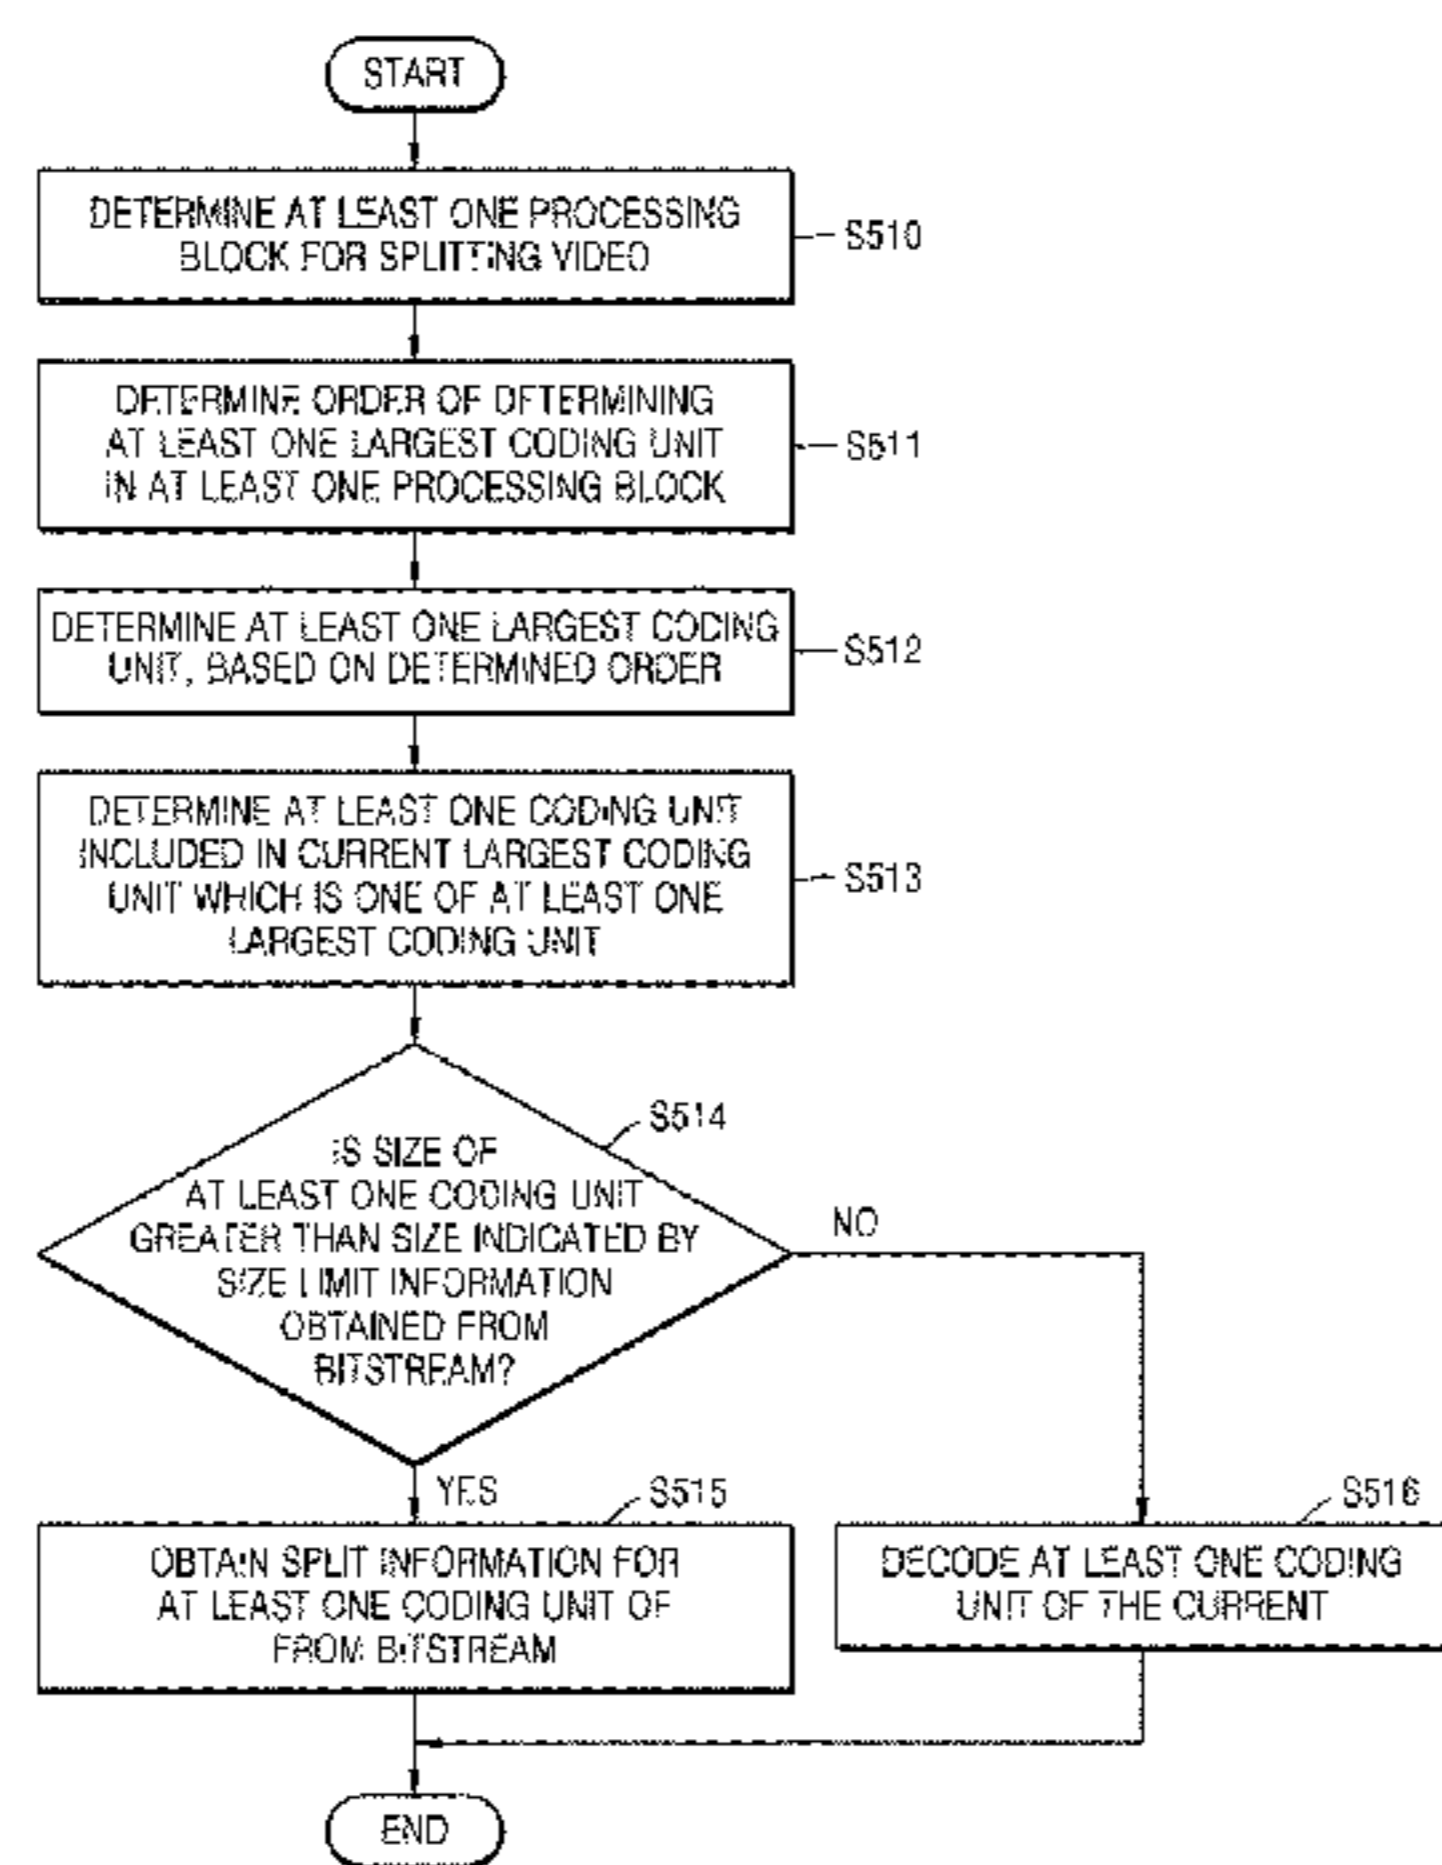 START
DETERMINE AT LEAST ONE PROCESSING
BLOCK FOR SPLITTING VIDEO
S510
DETERMINE ORDER OF DETERMINING
AT LEAST ONE LARGEST CODING UNIT
IN AT LEAST ONE PROCESSING BLOCK
S511
DETERMINE AT LEAST ONE LARGEST CODING
UNIT, BASED ON DETERMINED ORDER
S512
DETERMINE AT LEAST ONE CODING UNIT
INCLUDED IN CURRENT LARGEST CODING
UNIT WHICH IS ONE OF AT LEAST ONE
LARGEST CODING UNIT
S513
S514
IS SIZE OF
AT LEAST ONE CODING UNIT
GREATER THAN SIZE INDICATED BY
SIZE LIMIT INFORMATION
OBTAINED FROM
BITSTREAM?
NO
YES
S515
OBTAIN SPLIT INFORMATION FOR
AT LEAST ONE CODING UNIT OF
FROM BITSTREAM
S516
DECODE AT LEAST ONE CODING
UNIT OF THE CURRENT
END